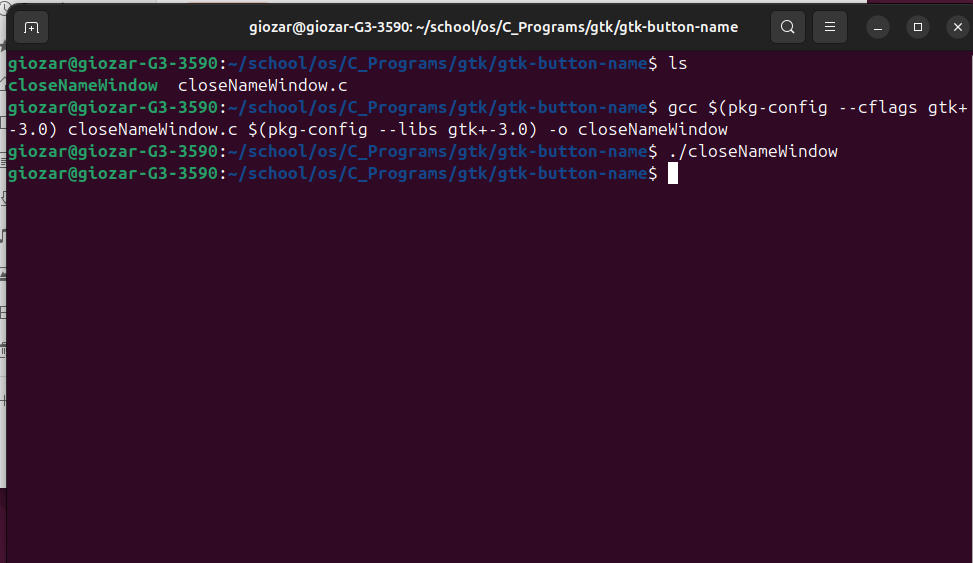 giozar@giozar-G3-3590: ~/school/os/C_Programs/gtk/gtk-button-name
giozar@giozar-G3-3590:~/school/os/C_Programs/gtk/gtk-button-name$ ls
closeNameWindow  closeNameWindow.c
giozar@giozar-G3-3590:~/school/os/C_Programs/gtk/gtk-button-name$ gcc $(pkg-config --cflags gtk+
-3.0) closeNameWindow.c $(pkg-config --libs gtk+-3.0) -o closeNameWindow
giozar@giozar-G3-3590:~/school/os/C_Programs/gtk/gtk-button-name$ ./closeNameWindow
giozar@giozar-G3-3590:~/school/os/C_Programs/gtk/gtk-button-name$